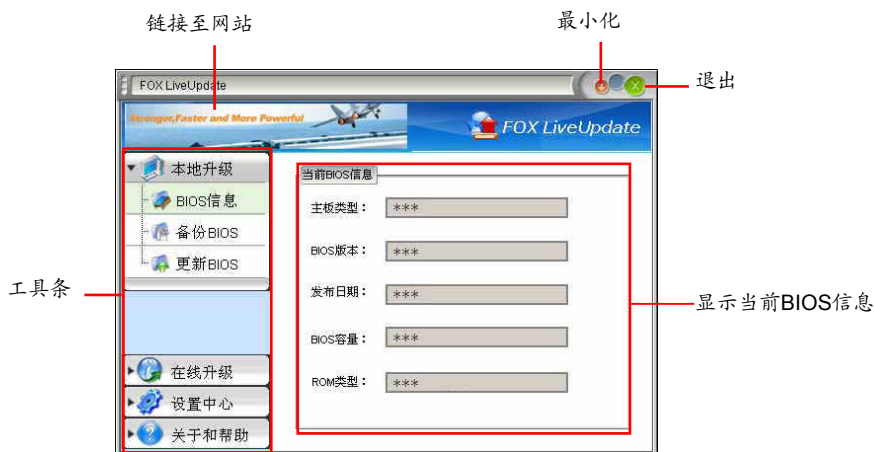 链接至网站
最小化
退出
FOX LiveUpdate
Stronger,Faster and More Powerful
FOX LiveUpdate
本地升级
BIOS信息
备份BIOS
更新BIOS
工具条
在线升级
设置中心
关于和帮助
当前BIOS信息
主板类型： ***
BIOS版本： ***
发布日期： ***
BIOS容量： ***
ROM类型： ***
显示当前BIOS信息